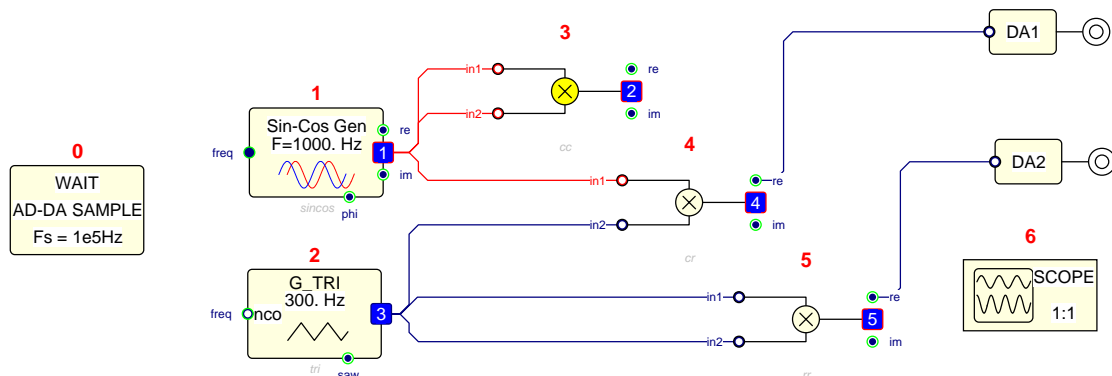 0
WAIT
AD-DA SAMPLE
Fs = 1e5Hz
1
Sin-Cos Gen
F=1000. Hz
freq
re
1
im
phi
sincos
2
G_TRI
300. Hz
freq
nco
3
saw
tri
3
in1
in2
re
2
im
cc
4
in1
in2
re
4
im
cr
5
in1
in2
re
5
im
rr
DA1
DA2
6
SCOPE
1:1